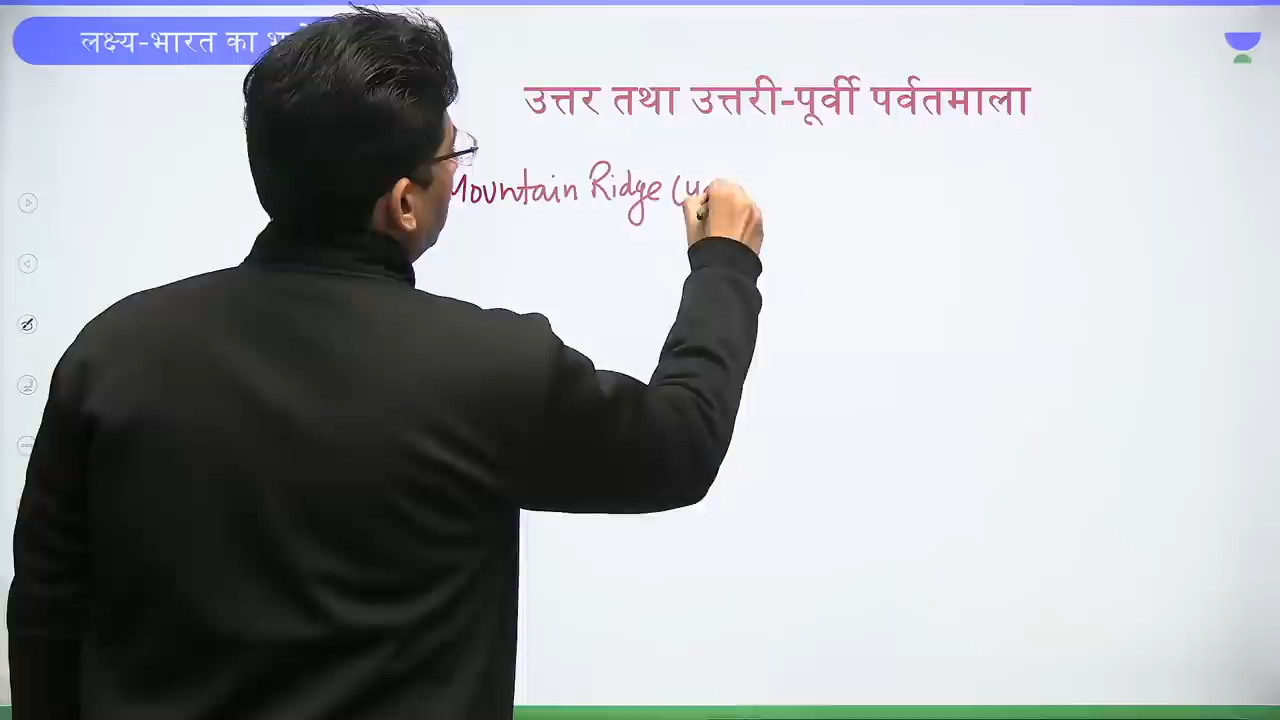 लक्ष्य-भारत का
उत्तर तथा उत्तरी-पूर्वी पर्वतमाला
Mountain Ridge (